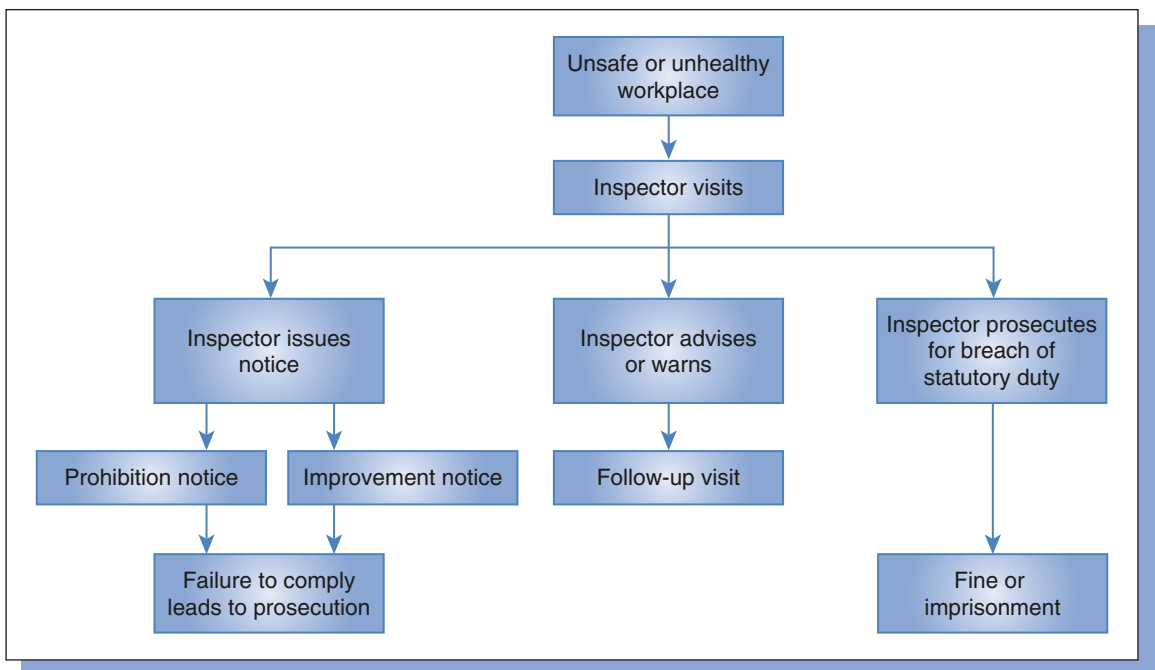 Unsafe or unhealthy
workplace
Inspector visits
Inspector issues
notice
Inspector advises
or warns
Inspector prosecutes
for breach of
statutory duty
Prohibition notice
Improvement notice
Follow-up visit
Failure to comply
leads to prosecution
Fine or
imprisonment